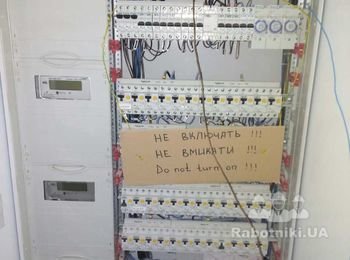 НЕ ВКЛЮЧАТЬ !!!
НЕ ВМИКАТИ !!!
Do not turn on !!!
Rabotniki.UA